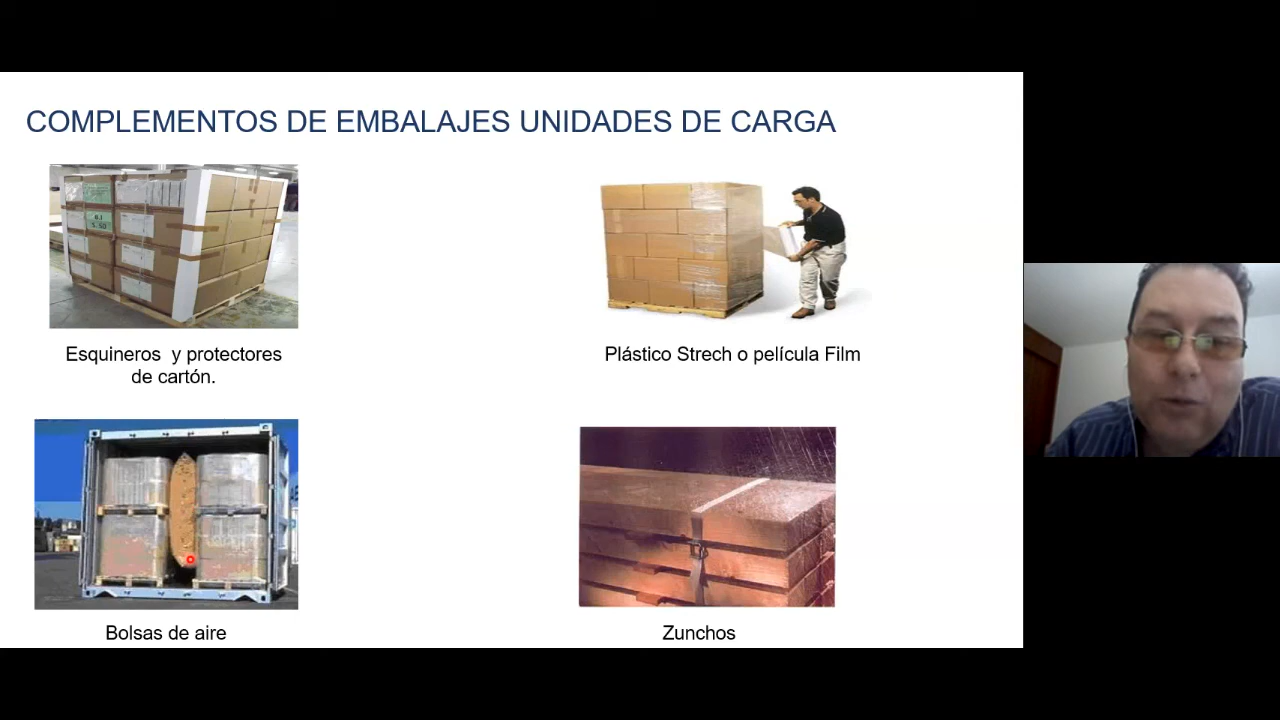 COMPLEMENTOS DE EMBALAJES UNIDADES DE CARGA
Esquineros y protectores
de cartón.
Plástico Strech o película Film
Bolsas de aire
Zunchos